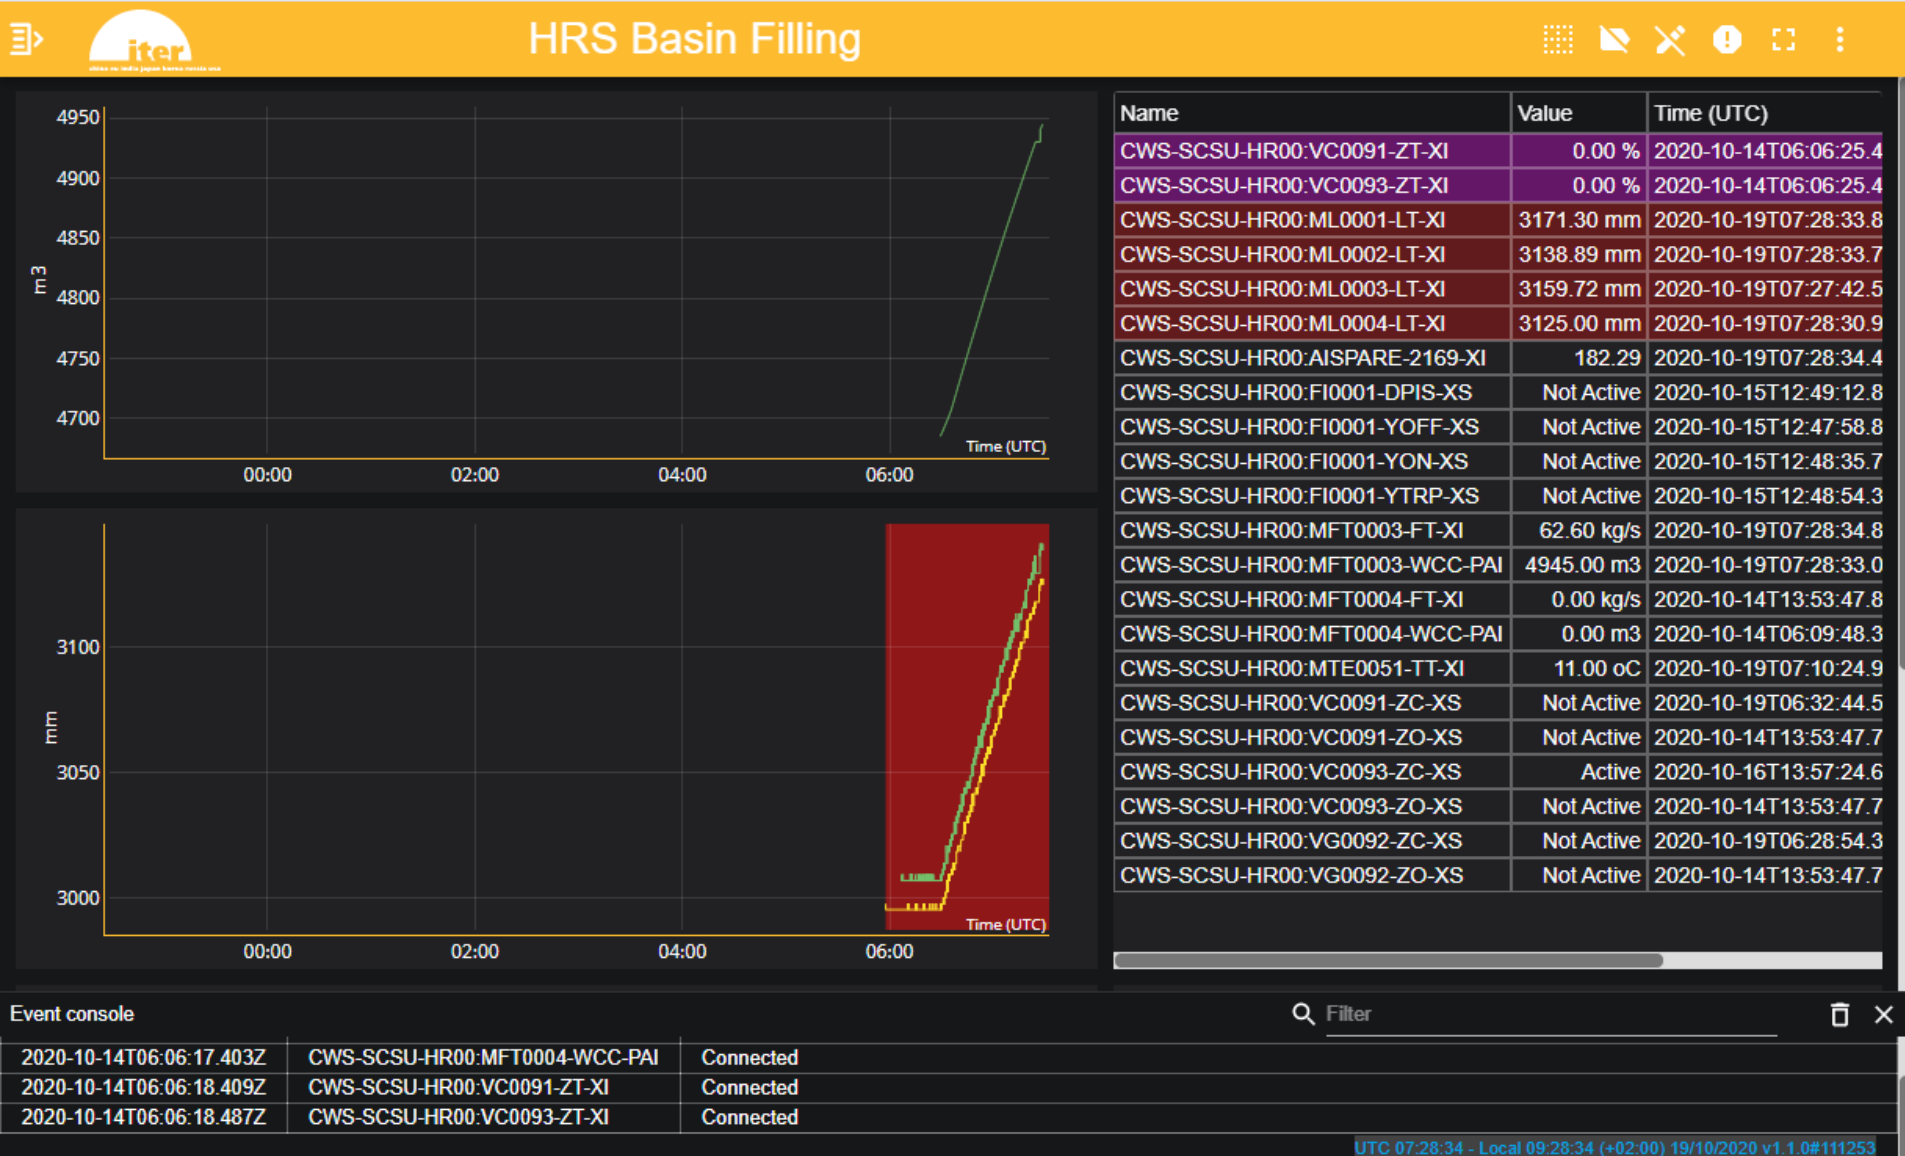 iter
china eu india japan korea russia usa
HRS Basin Filling
4950
4900
4850
4800
4750
4700
m3
Time (UTC)
00:00 02:00 04:00 06:00
3100
3050
3000
mm
Time (UTC)
00:00 02:00 04:00 06:00
Name Value Time (UTC)
CWS-SCSU-HR00:VC0091-ZT-XI 0.00 % 2020-10-14T06:06:25.4
CWS-SCSU-HR00:VC0093-ZT-XI 0.00 % 2020-10-14T06:06:25.4
CWS-SCSU-HR00:ML0001-LT-XI 3171.30 mm 2020-10-19T07:28:33.8
CWS-SCSU-HR00:ML0002-LT-XI 3138.89 mm 2020-10-19T07:28:33.7
CWS-SCSU-HR00:ML0003-LT-XI 3159.72 mm 2020-10-19T07:27:42.5
CWS-SCSU-HR00:ML0004-LT-XI 3125.00 mm 2020-10-19T07:28:30.9
CWS-SCSU-HR00:AISPARE-2169-XI 182.29 2020-10-19T07:28:34.4
CWS-SCSU-HR00:FI0001-DPIS-XS Not Active 2020-10-15T12:49:12.8
CWS-SCSU-HR00:FI0001-YOFF-XS Not Active 2020-10-15T12:47:58.8
CWS-SCSU-HR00:FI0001-YON-XS Not Active 2020-10-15T12:48:35.7
CWS-SCSU-HR00:FI0001-YTRP-XS Not Active 2020-10-15T12:48:54.3
CWS-SCSU-HR00:MFT0003-FT-XI 62.60 kg/s 2020-10-19T07:28:34.8
CWS-SCSU-HR00:MFT0003-WCC-PAI 4945.00 m3 2020-10-19T07:28:33.0
CWS-SCSU-HR00:MFT0004-FT-XI 0.00 kg/s 2020-10-14T13:53:47.8
CWS-SCSU-HR00:MFT0004-WCC-PAI 0.00 m3 2020-10-14T06:09:48.3
CWS-SCSU-HR00:MTE0051-TT-XI 11.00 oC 2020-10-19T07:10:24.9
CWS-SCSU-HR00:VC0091-ZC-XS Not Active 2020-10-19T06:32:44.5
CWS-SCSU-HR00:VC0091-ZO-XS Not Active 2020-10-14T13:53:47.7
CWS-SCSU-HR00:VC0093-ZC-XS Active 2020-10-16T13:57:24.6
CWS-SCSU-HR00:VC0093-ZO-XS Not Active 2020-10-14T13:53:47.7
CWS-SCSU-HR00:VG0092-ZC-XS Not Active 2020-10-19T06:28:54.3
CWS-SCSU-HR00:VG0092-ZO-XS Not Active 2020-10-14T13:53:47.7
Event console Filter
2020-10-14T06:06:17.403Z CWS-SCSU-HR00:MFT0004-WCC-PAI Connected
2020-10-14T06:06:18.409Z CWS-SCSU-HR00:VC0091-ZT-XI Connected
2020-10-14T06:06:18.487Z CWS-SCSU-HR00:VC0093-ZT-XI Connected
UTC 07:28:34 - Local 09:28:34 (+02:00) 19/10/2020 v1.1.0#111253